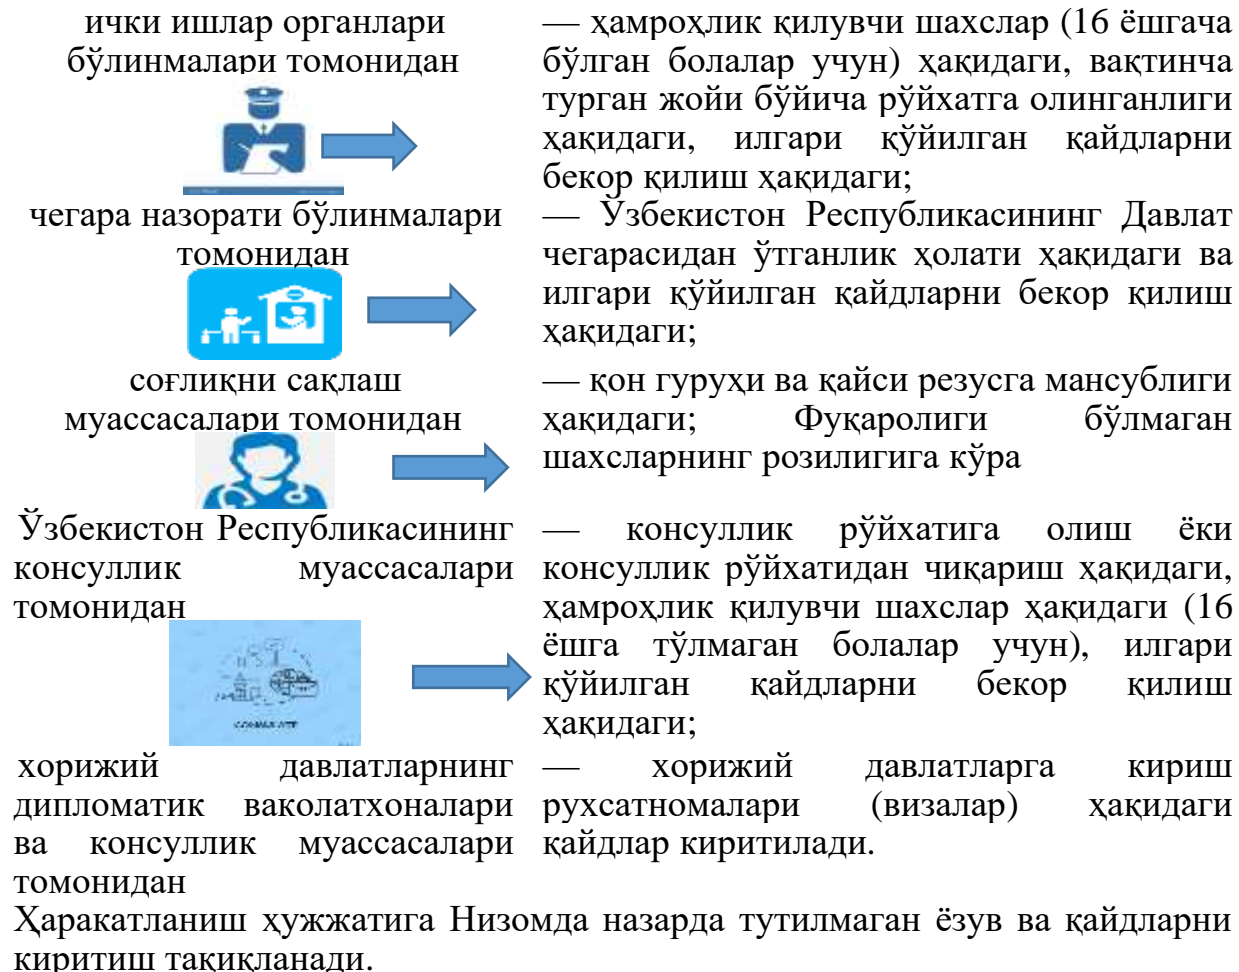 ички ишлар органлари
бўлинмалари томонидан
— ҳамроҳлик қилувчи шахслар (16 ёшгача
бўлган болалар учун) ҳақидаги, вақтинча
турган жойи бўйича рўйхатга олинганлиги
ҳақидаги, илгари қўйилган қайдларни
бекор қилиш ҳақидаги;
чегара назорати бўлинмалари
томонидан
— Ўзбекистон Республикасининг Давлат
чегарасидан ўтганлик ҳолати ҳақидаги ва
илгари қўйилган қайдларни бекор қилиш
ҳақидаги;
соғлиқни сақлаш
муассасалари томонидан
— қон гуруҳи ва қайси резусга мансублиги
ҳақидаги; Фуқаролиги бўлмаган
шахсларнинг розилигига кўра
Ўзбекистон Республикасининг
консуллик муассасалари
томонидан
— консуллик рўйхатига олиш ёки
консуллик рўйхатидан чиқариш ҳақидаги,
ҳамроҳлик қилувчи шахслар ҳақидаги (16
ёшга тўлмаган болалар учун), илгари
қўйилган қайдларни бекор қилиш
ҳақидаги;
хорижий давлатларнинг
дипломатик ваколатхоналари
ва консуллик муассасалари
томонидан
— хорижий давлатларга кириш
рухсатномалари (визалар) ҳақидаги
қайдлар киритилади.
Ҳаракатланиш ҳужжатига Низомда назарда тутилмаган ёзув ва қайдларни
киритиш тақиқланади.